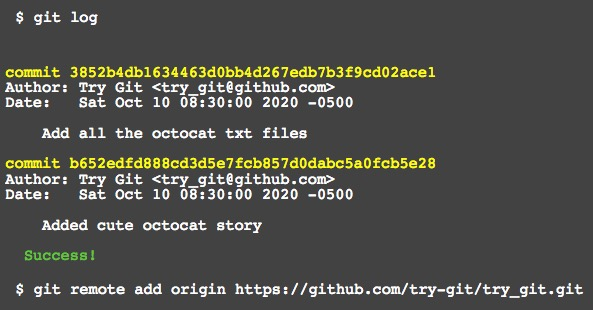 $ git log
commit 3852b4db1634463d0bb4d267edb7b3f9cd02ace1
Author: Try Git <try_git@github.com>
Date: Sat Oct 10 08:30:00 2020 -0500
Add all the octocat txt files
commit b652edfd888cd3d5e7fcb857d0dabc5a0fcb5e28
Author: Try Git <try_git@github.com>
Date: Sat Oct 10 08:30:00 2020 -0500
Added cute octocat story
Success!
$ git remote add origin https://github.com/try-git/try_git.git